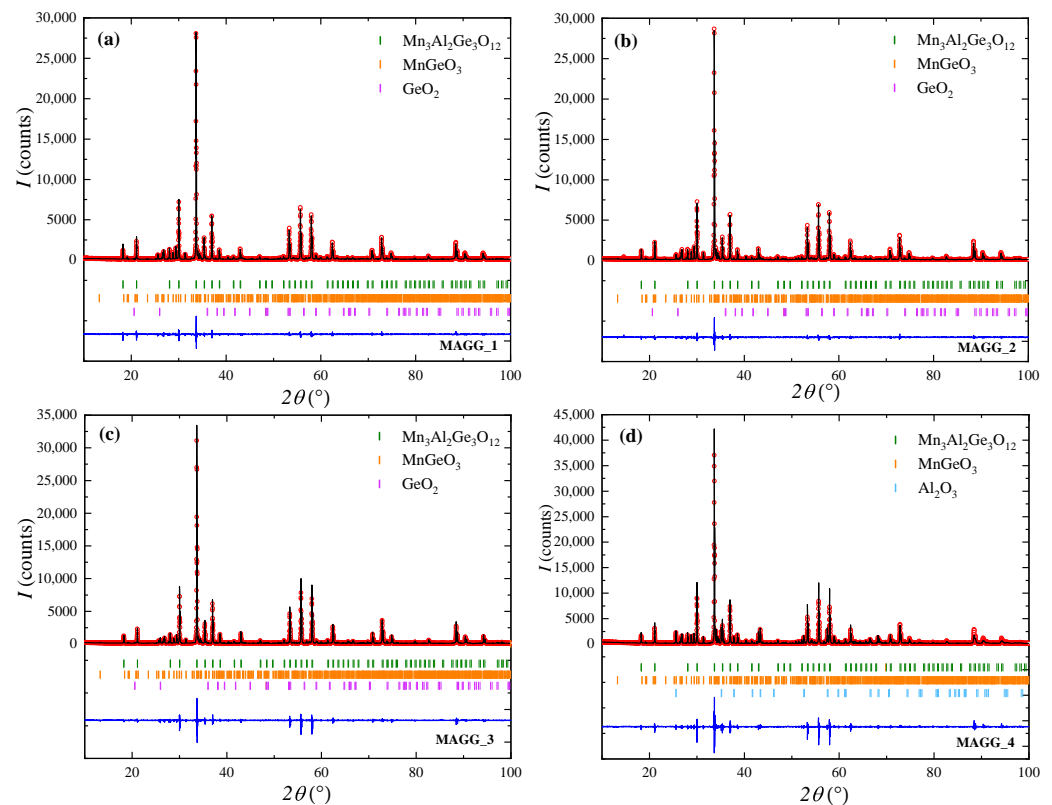 (a)
30,000
25,000
20,000
15,000
10,000
5000
0
I (counts)
Mn₃Al₂Ge₃O₁₂
MnGeO₃
GeO₂
MAGG_1
20 40 60 80 100
2θ (°)
(b)
30,000
25,000
20,000
15,000
10,000
5000
0
I (counts)
Mn₃Al₂Ge₃O₁₂
MnGeO₃
GeO₂
MAGG_2
20 40 60 80 100
2θ (°)
(c)
35,000
30,000
25,000
20,000
15,000
10,000
5000
0
I (counts)
Mn₃Al₂Ge₃O₁₂
MnGeO₃
GeO₂
MAGG_3
20 40 60 80 100
2θ (°)
(d)
45,000
40,000
35,000
30,000
25,000
20,000
15,000
10,000
5000
0
I (counts)
Mn₃Al₂Ge₃O₁₂
MnGeO₃
Al₂O₃
MAGG_4
20 40 60 80 100
2θ (°)